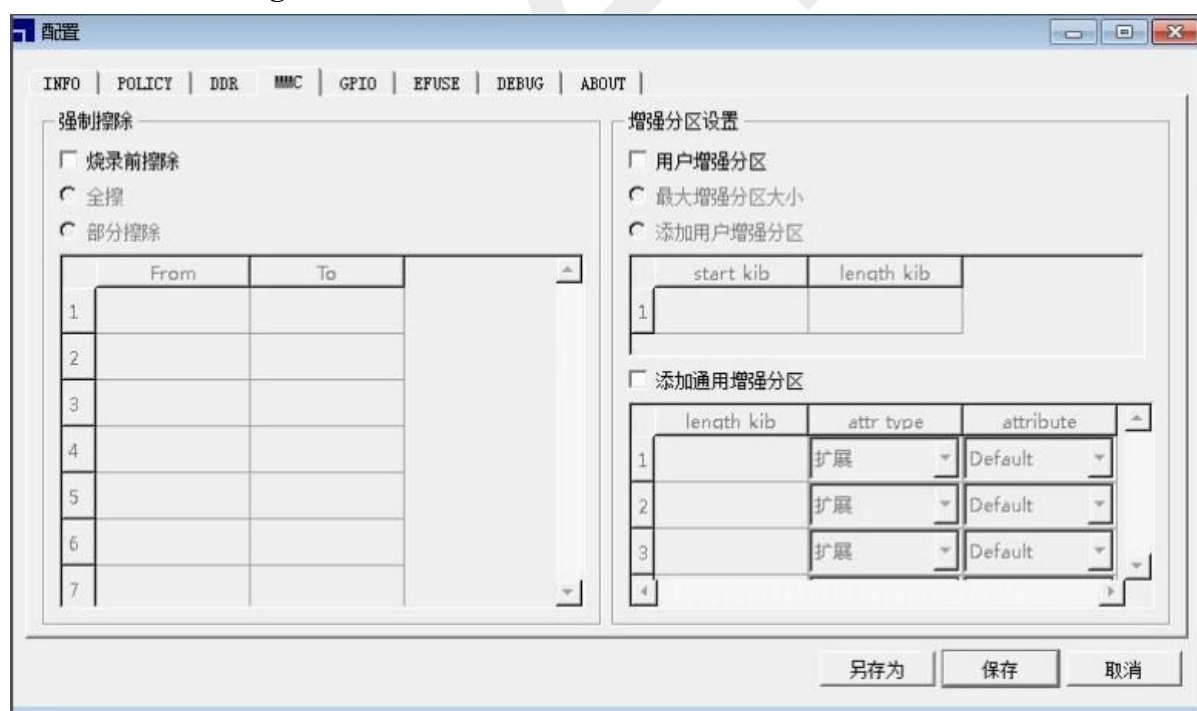 配置
INFO POLICY DDR MMC GPIO EFUSE DEBUG ABOUT
强制擦除
烧录前擦除
全擦
部分擦除
From To
1
2
3
4
5
6
7
增强分区设置
用户增强分区
最大增强分区大小
添加用户增强分区
start kib length kib
1
添加通用增强分区
length kib attr type attribute
1 扩展 Default
2 扩展 Default
3 扩展 Default
另存为 保存 取消